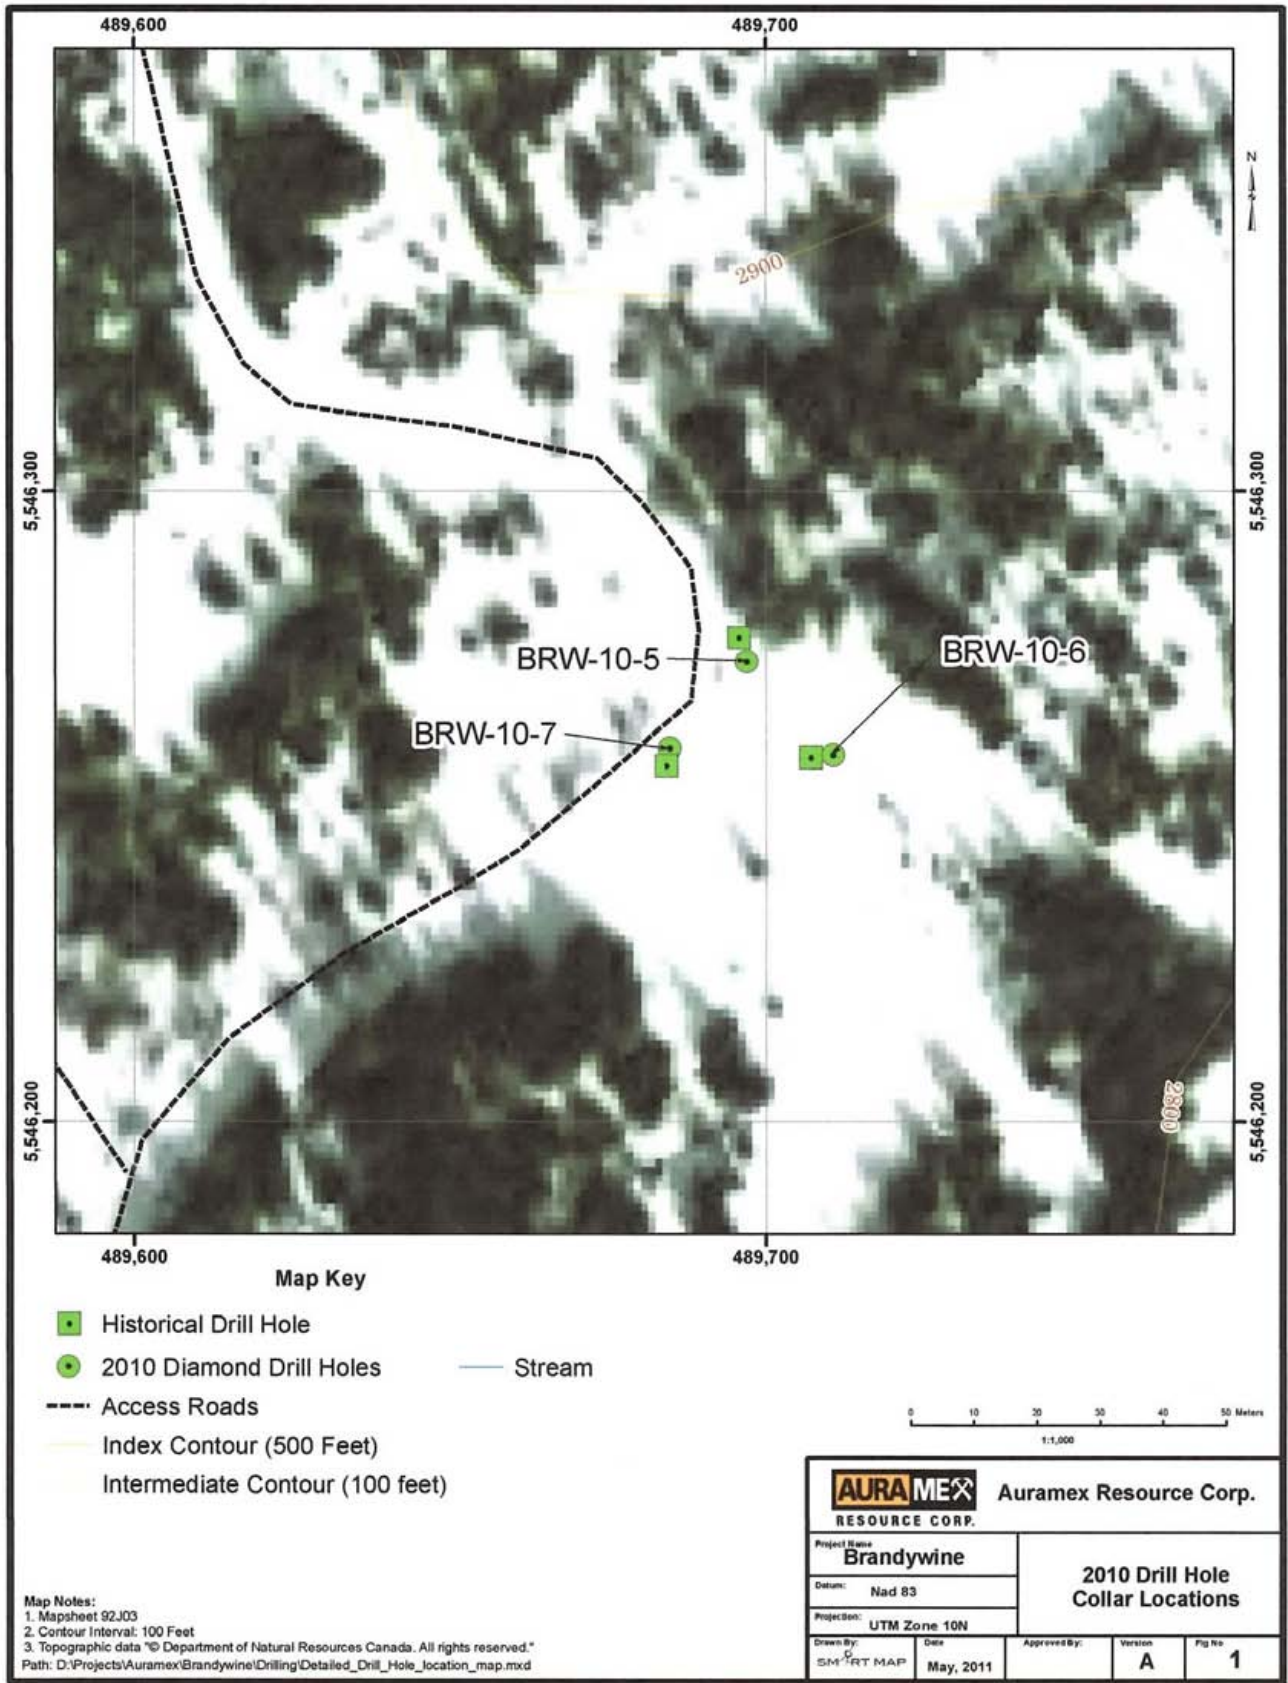 489,600 489,700
N
2900
5,546,300 5,546,300
BRW-10-5
BRW-10-6
BRW-10-7
2800
5,546,200 5,546,200
489,600 489,700
Map Key
Historical Drill Hole
2010 Diamond Drill Holes
Stream
Access Roads
Index Contour (500 Feet)
Intermediate Contour (100 feet)
0 10 20 30 40 50 Meters
1:1,000
AURAMEX
RESOURCE CORP.
Auramex Resource Corp.
Project Name
Brandywine
Datum: Nad 83
Projection: UTM Zone 10N
2010 Drill Hole
Collar Locations
Drawn By:
SMART MAP
Date
May, 2011
Approved By:
Version
A
Fig No
1
Map Notes:
1. Mapsheet 92J03
2. Contour Interval: 100 Feet
3. Topographic data "© Department of Natural Resources Canada. All rights reserved."
Path: D:\Projects\Auramex\Brandywine\Drilling\Detailed_Drill_Hole_location_map.mxd